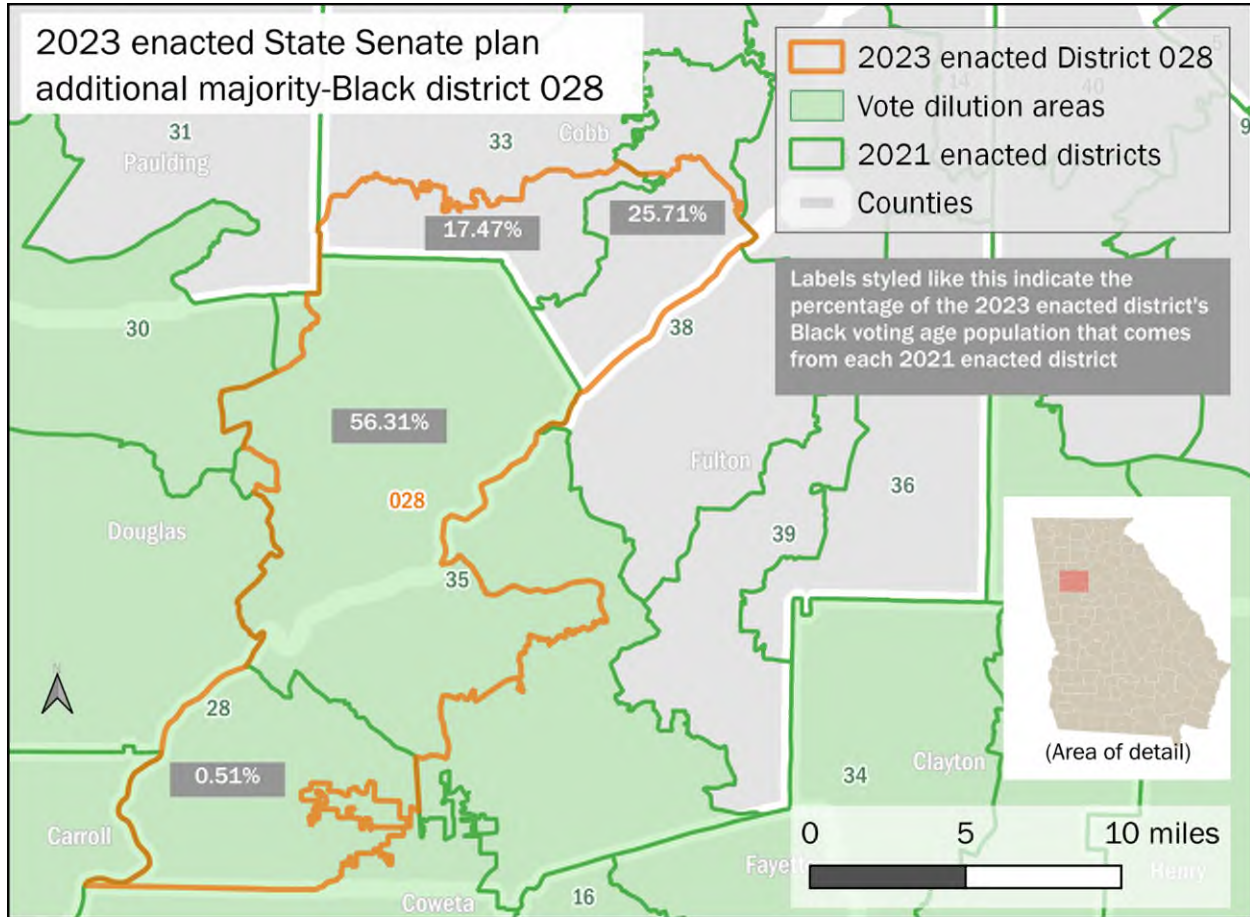 2023 enacted State Senate plan
additional majority-Black district 028
2023 enacted District 028
Vote dilution areas
2021 enacted districts
Counties
Labels styled like this indicate the
percentage of the 2023 enacted district's
Black voting age population that comes
from each 2021 enacted district
31
Paulding
33
Cobb
14
40
5
9
17.47%
25.71%
30
38
56.31%
Fulton
36
028
39
Douglas
35
28
0.51%
34
Clayton
Carroll
Fayett
Henry
16
Coweta
N
(Area of detail)
0 5 10 miles